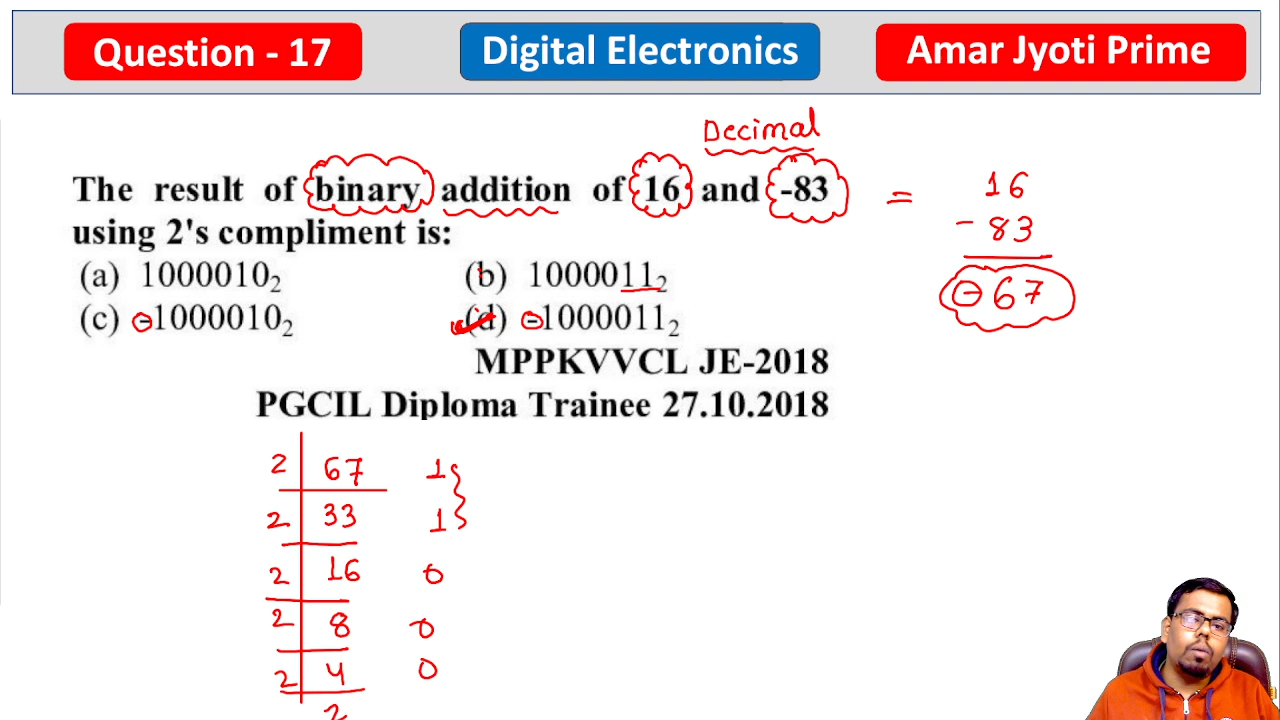 Question - 17 Digital Electronics Amar Jyoti Prime
Decimal
The result of binary addition of 16 and -83
using 2's compliment is:
(a) 1000010₂ (b) 1000011₂
(c) -1000010₂ (d) -1000011₂
MPPKVVCL JE-2018
PGCIL Diploma Trainee 27.10.2018
= 16
- 83
- 67
2 67 1
2 33 1
2 16 0
2 8 0
2 4 0
2